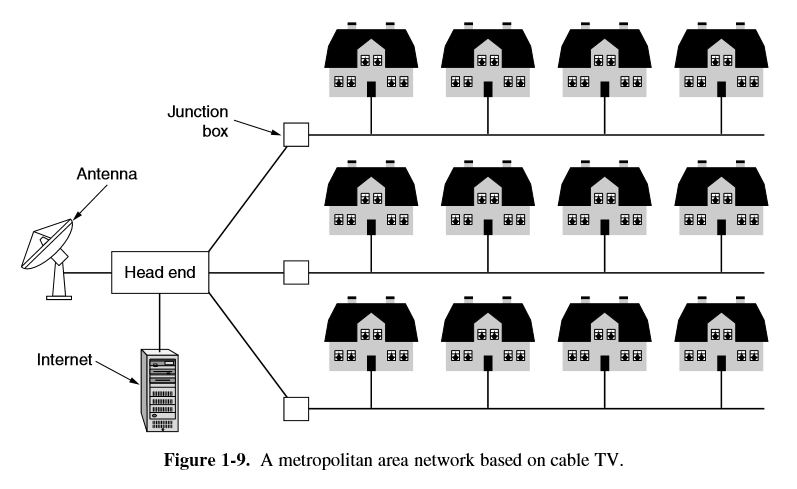 Junction
box
Antenna
Head end
Internet
Figure 1-9. A metropolitan area network based on cable TV.